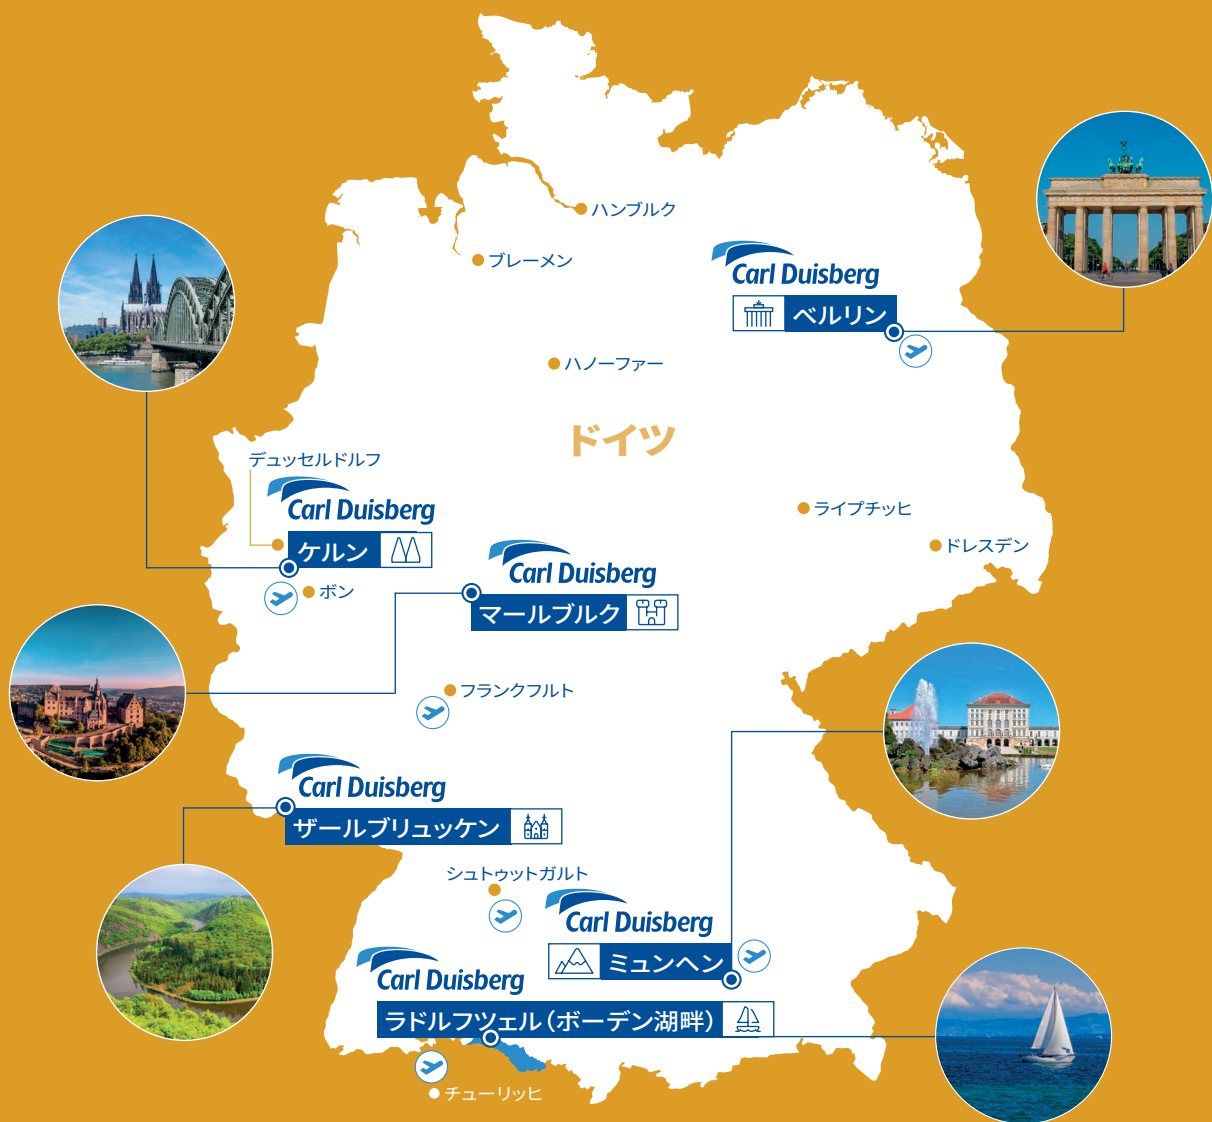 ハンブルク
ブレーメン
Carl Duisberg
ベルリン
ハノーファー
ドイツ
デュッセルドルフ
Carl Duisberg
ケルン
ボン
ライプチッヒ
ドレスデン
Carl Duisberg
マールブルク
フランクフルト
Carl Duisberg
ザールブリュッケン
シュトゥットガルト
Carl Duisberg
ミュンヘン
Carl Duisberg
ラドルフツェル（ボーデン湖畔）
チューリッヒ